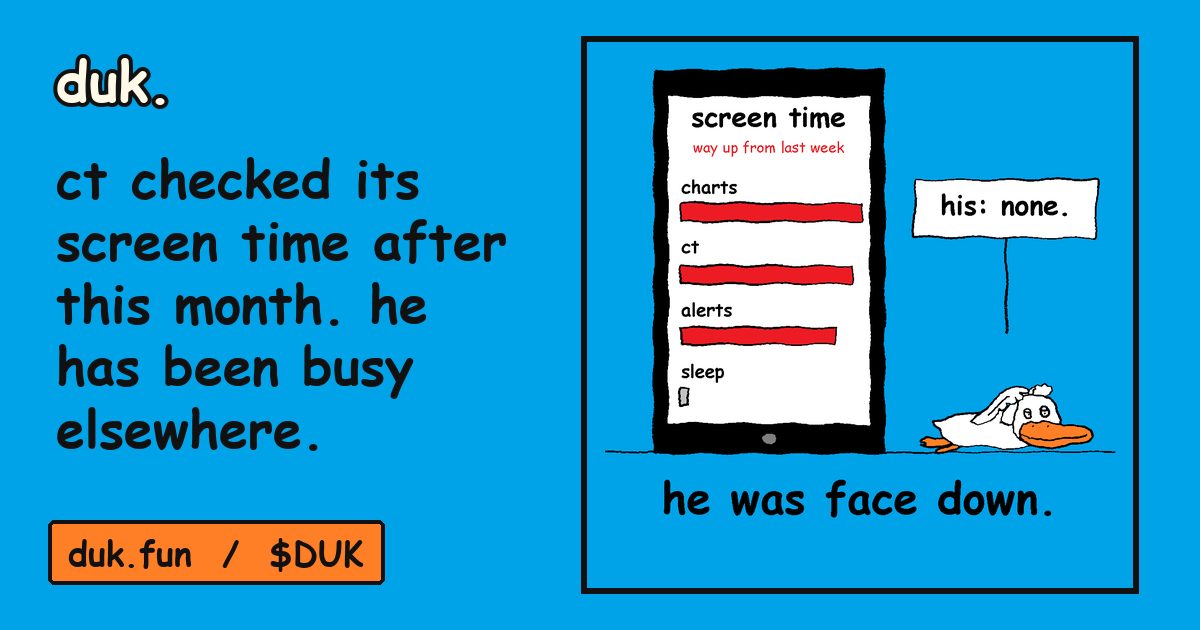 duk.
ct checked its
screen time after
this month. he
has been busy
elsewhere.
duk.fun / $DUK
screen time
way up from last week
charts
ct
alerts
sleep
his: none.
he was face down.